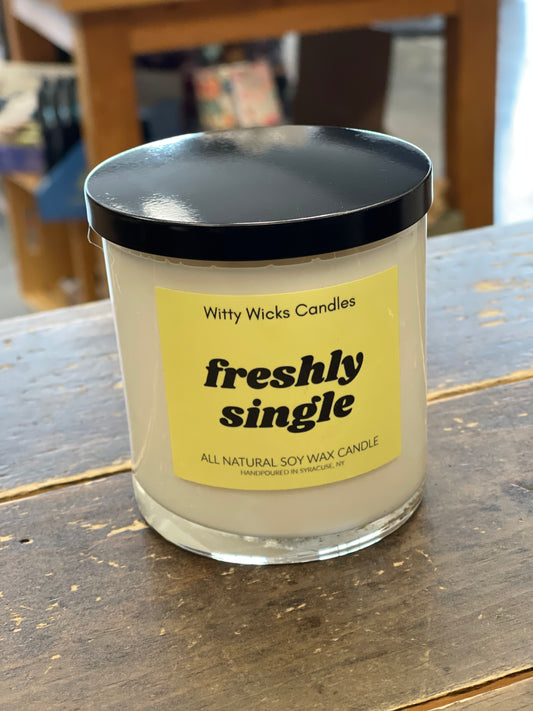 Witty Wicks Candles
freshly
single
ALL NATURAL SOY WAX CANDLE
HANDPOURED IN SYRACUSE, NY